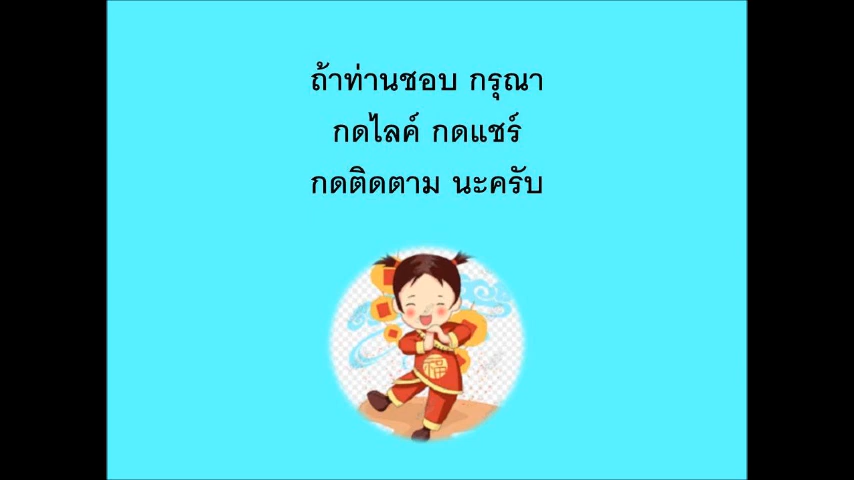 ถ้าท่านชอบ กรุณา
กดไลค์ กดแชร์
กดติดตาม นะครับ
福